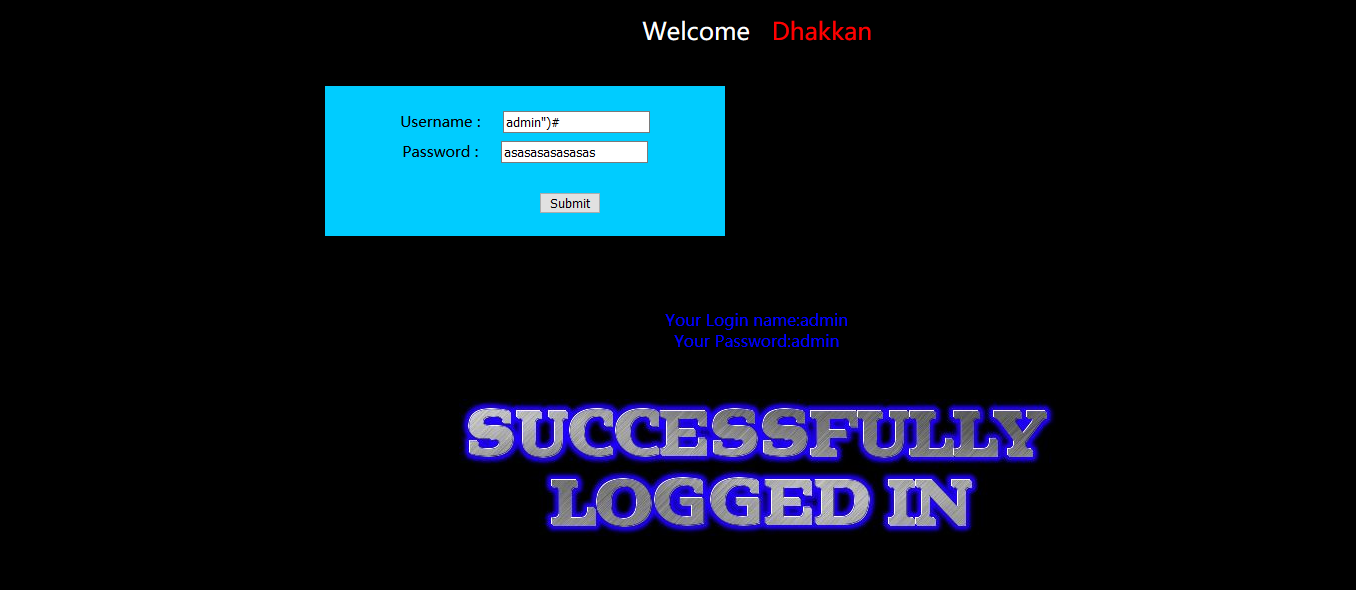 Welcome Dhakkan
Username : admin")#
Password : asasasasasasas
Submit
Your Login name:admin
Your Password:admin
SUCCESSFULLY
LOGGED IN